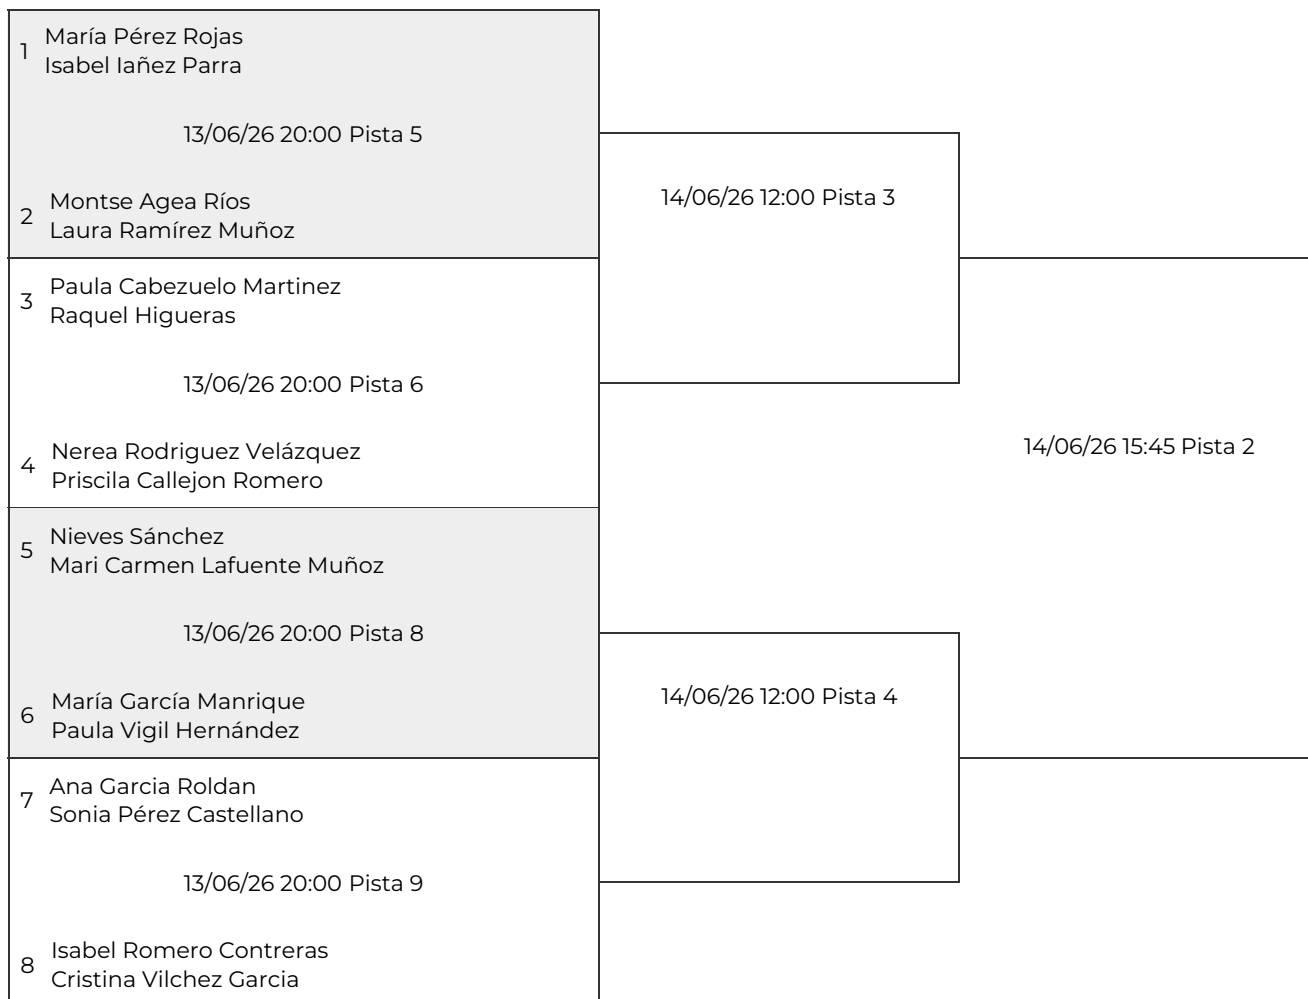 1
María Pérez Rojas
Isabel Iañez Parra
13/06/26 20:00 Pista 5
2
Montse Agea Ríos
Laura Ramírez Muñoz
3
Paula Cabezuelo Martinez
Raquel Higueras
13/06/26 20:00 Pista 6
4
Nerea Rodriguez Velázquez
Priscila Callejon Romero
5
Nieves Sánchez
Mari Carmen Lafuente Muñoz
13/06/26 20:00 Pista 8
6
María García Manrique
Paula Vigil Hernández
7
Ana Garcia Roldan
Sonia Pérez Castellano
13/06/26 20:00 Pista 9
8
Isabel Romero Contreras
Cristina Vilchez Garcia
14/06/26 12:00 Pista 3
14/06/26 12:00 Pista 4
14/06/26 15:45 Pista 2